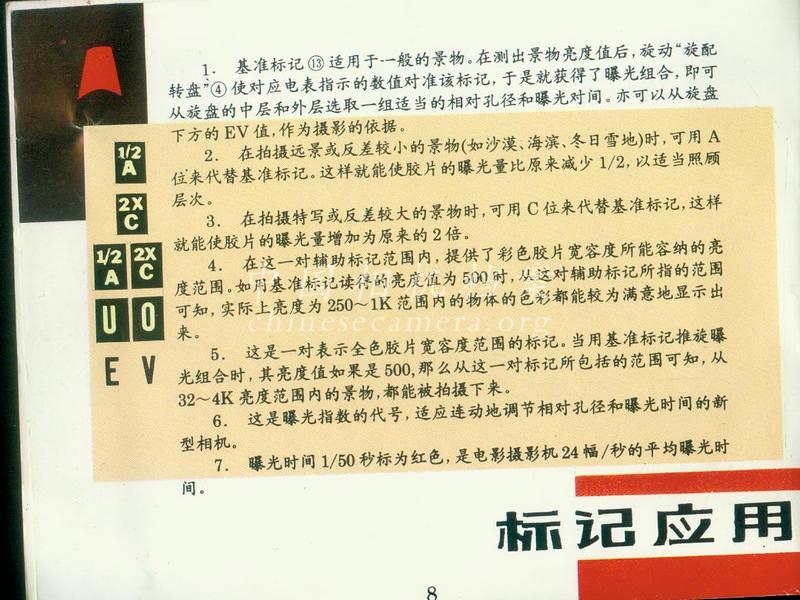 1. 基准标记⑬适用于一般的景物。在测出景物亮度值后，旋动“旋配
转盘”④使对应电表指示的数值对准该标记，于是就获得了曝光组合，即可
从旋盘的中层和外层选取一组适当的相对孔径和曝光对间。亦可以从旋盘
下方的EV值，作为摄影的依据。
1/2
A
2. 在拍摄远景或反差较小的景物(如沙漠、海滨、冬日雪地)时，可用A
位来代替基准标记。这样就能使胶片的曝光量比原来减少1/2，以适当照顾
层次。
2X
C
3. 在拍摄特写或反差较大的景物时，可用C位来代替基准标记，这样
就能使胶片的曝光量增加为原来的2倍。
1/2
A
2X
C
4. 在这一对辅助标记范围内，提供了彩色胶片宽容度所能容纳的亮
度范围。如用基准标记读得的亮度值为500时，从这对辅助标记所指的范围
可知，实际上亮度为250～1K范围内的物体的色彩都能较为满意地显示出
来。
U O
5. 这是一对表示全色胶片宽容度范围的标记。当用基准标记推旋曝
光组合时，其亮度值如果是500，那么从这一对标记所包括的范围可知，从
32～4K亮度范围内的景物，都能被拍摄下来。
E V
6. 这是曝光指数的代号，适应连动地调节相对孔径和曝光时间的新
型相机。
7. 曝光时间1/50秒标为红色，是电影摄影机24幅/秒的平均曝光时
间。
chinesecamera.org
标记应用
8